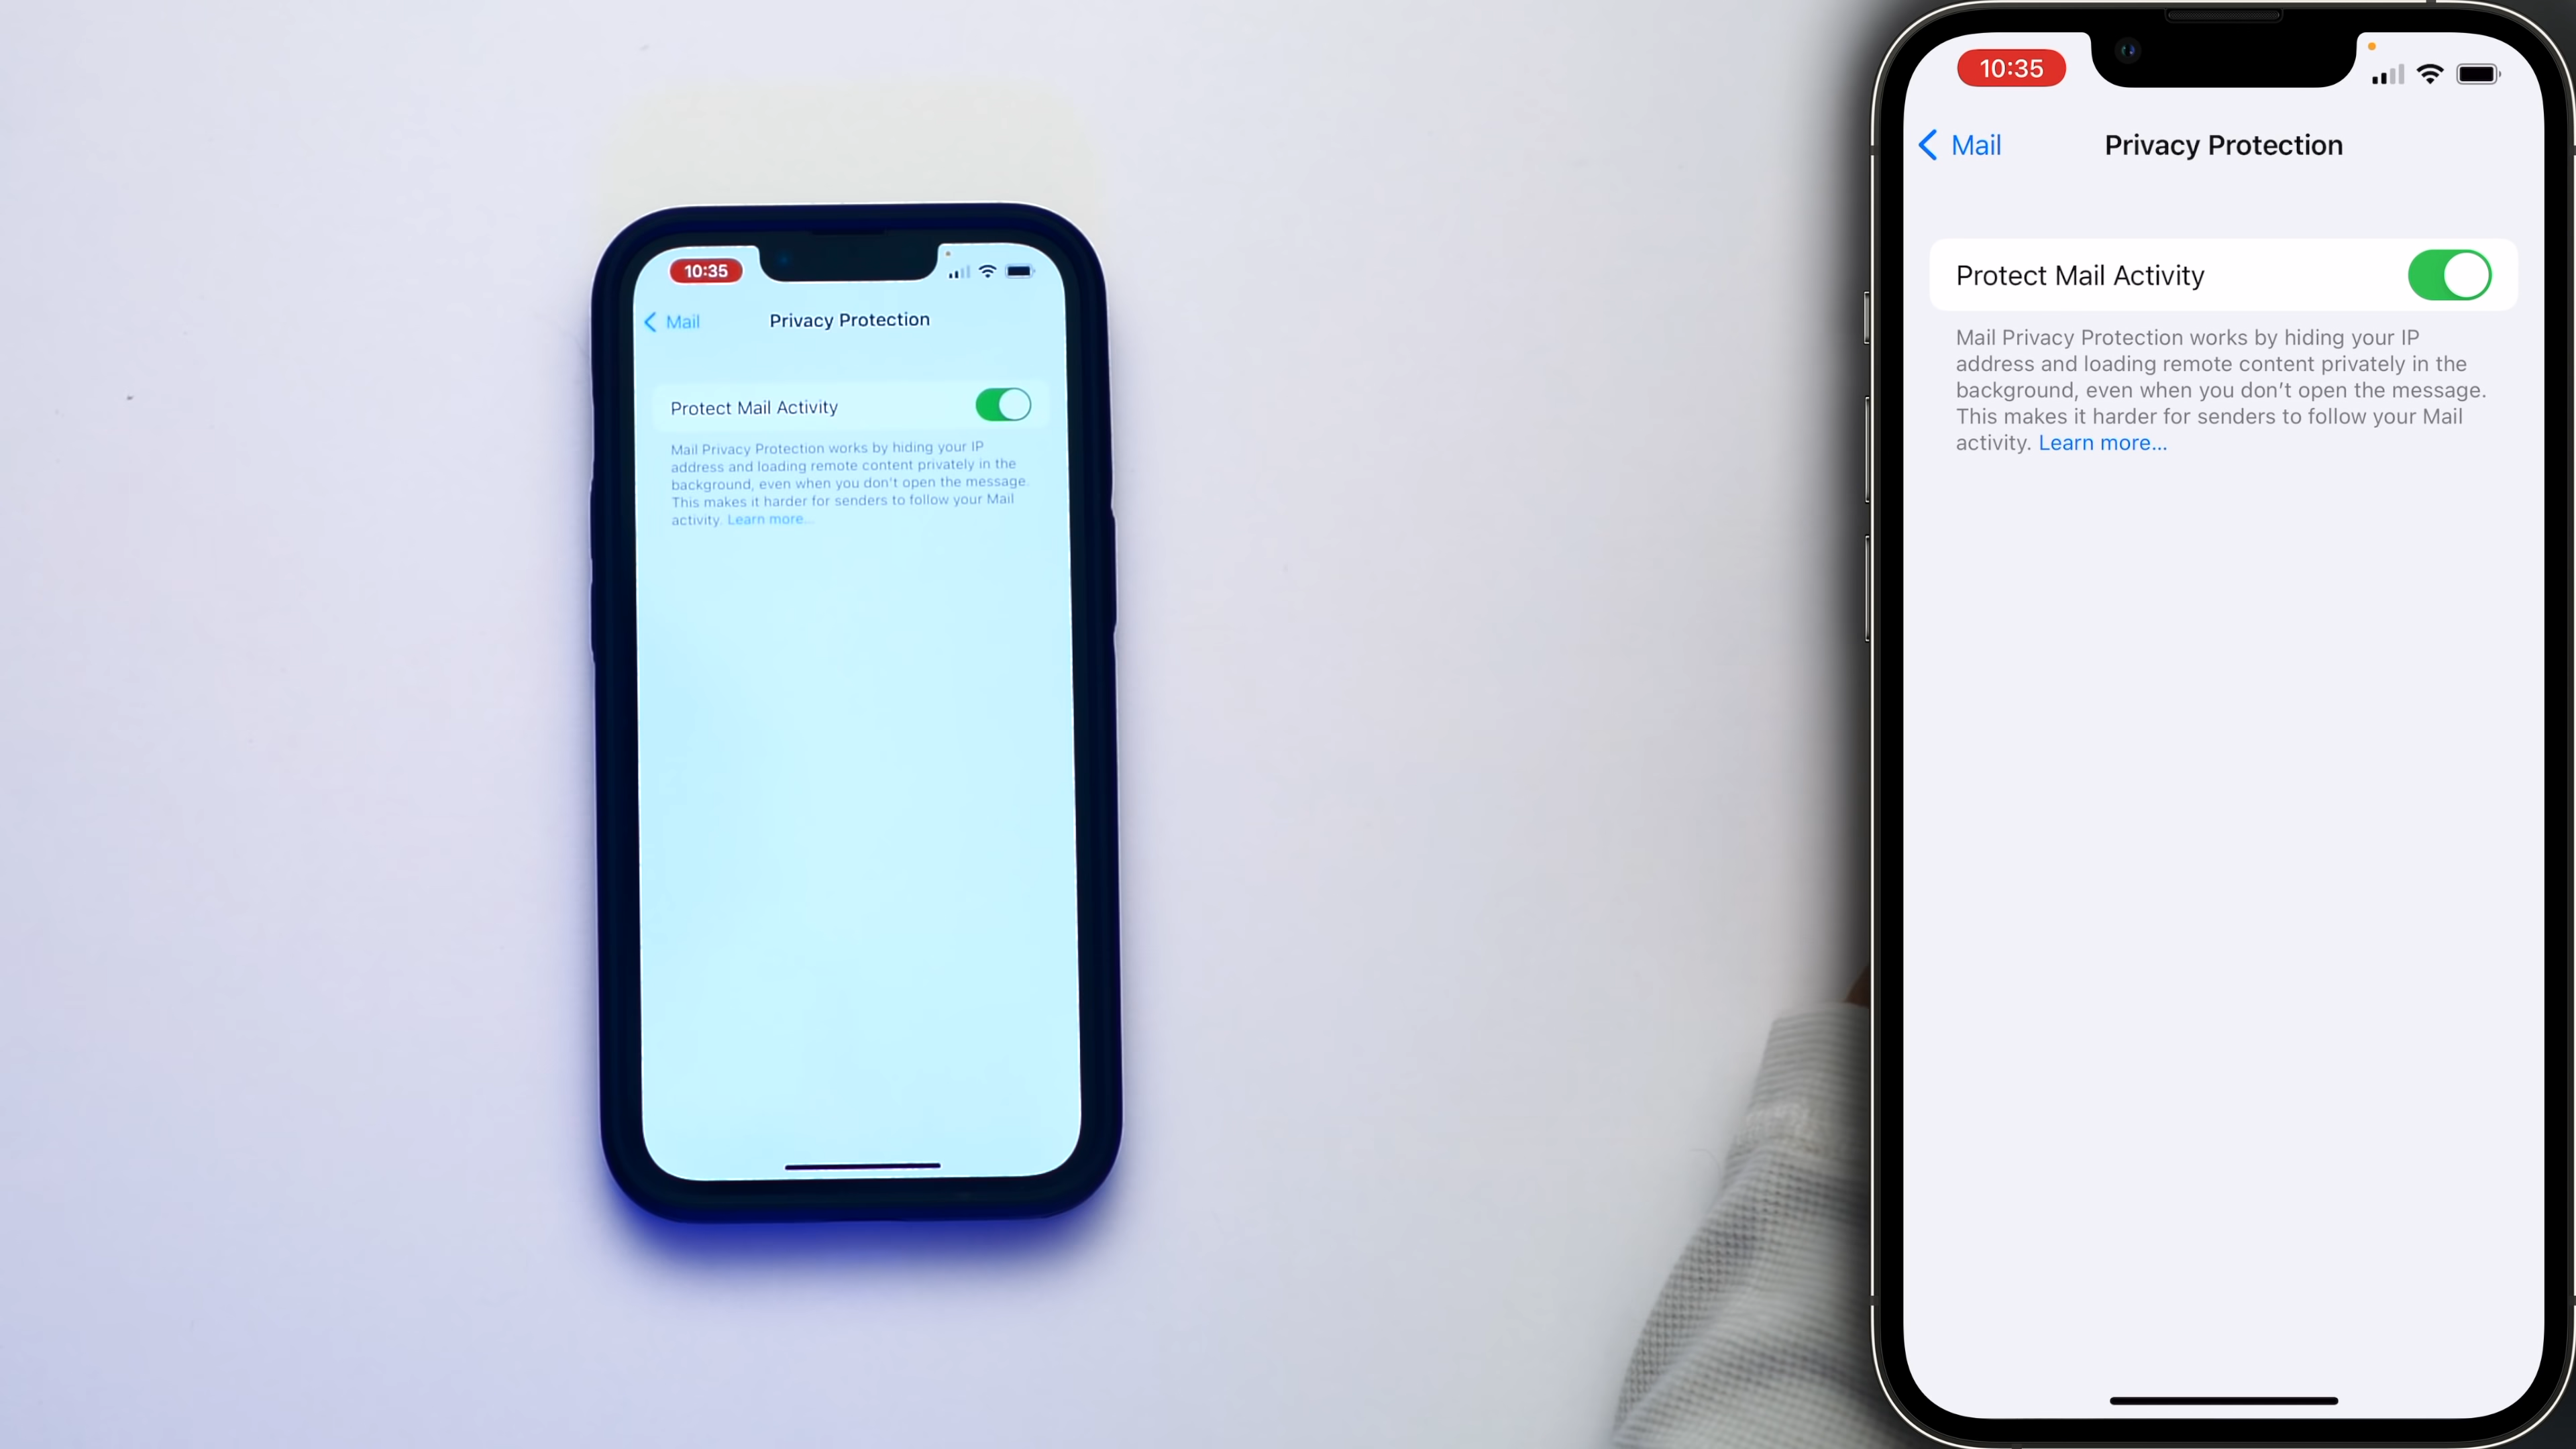 10:35
Mail
Privacy Protection
Protect Mail Activity
Mail Privacy Protection works by hiding your IP
address and loading remote content privately in the
background, even when you don't open the message.
This makes it harder for senders to follow your Mail
activity. Learn more...
10:35
Mail
Privacy Protection
Protect Mail Activity
Mail Privacy Protection works by hiding your IP
address and loading remote content privately in the
background, even when you don’t open the message.
This makes it harder for senders to follow your Mail
activity. Learn more...